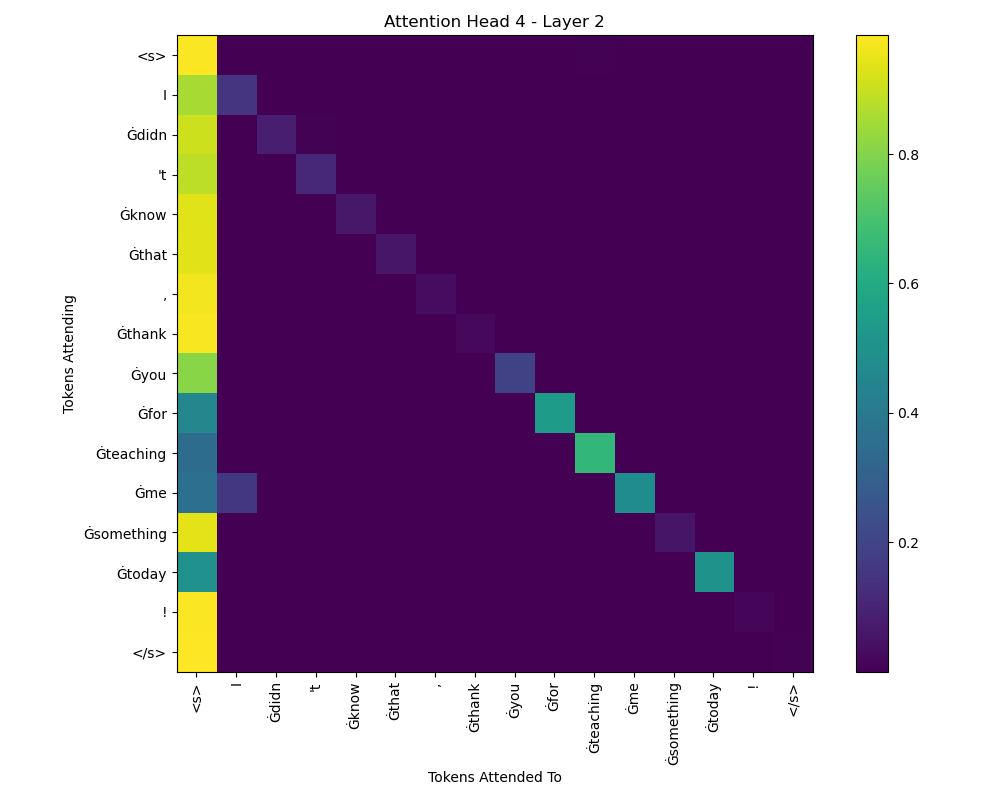 Attention Head 4 - Layer 2
Tokens Attending
<s>
I
Ġdidn
't
Ġknow
Ġthat
,
Ġthank
Ġyou
Ġfor
Ġteaching
Ġme
Ġsomething
Ġtoday
!
</s>
<s>
I
Ġdidn
't
Ġknow
Ġthat
,
Ġthank
Ġyou
Ġfor
Ġteaching
Ġme
Ġsomething
Ġtoday
!
</s>
Tokens Attended To
0.8
0.6
0.4
0.2